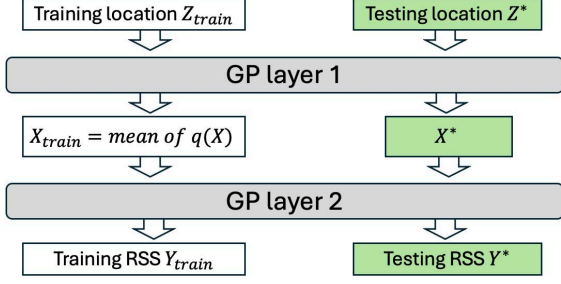 Training location Z_train Testing location Z*
GP layer 1
X_train = mean of q(X) X*
GP layer 2
Training RSS Y_train Testing RSS Y*